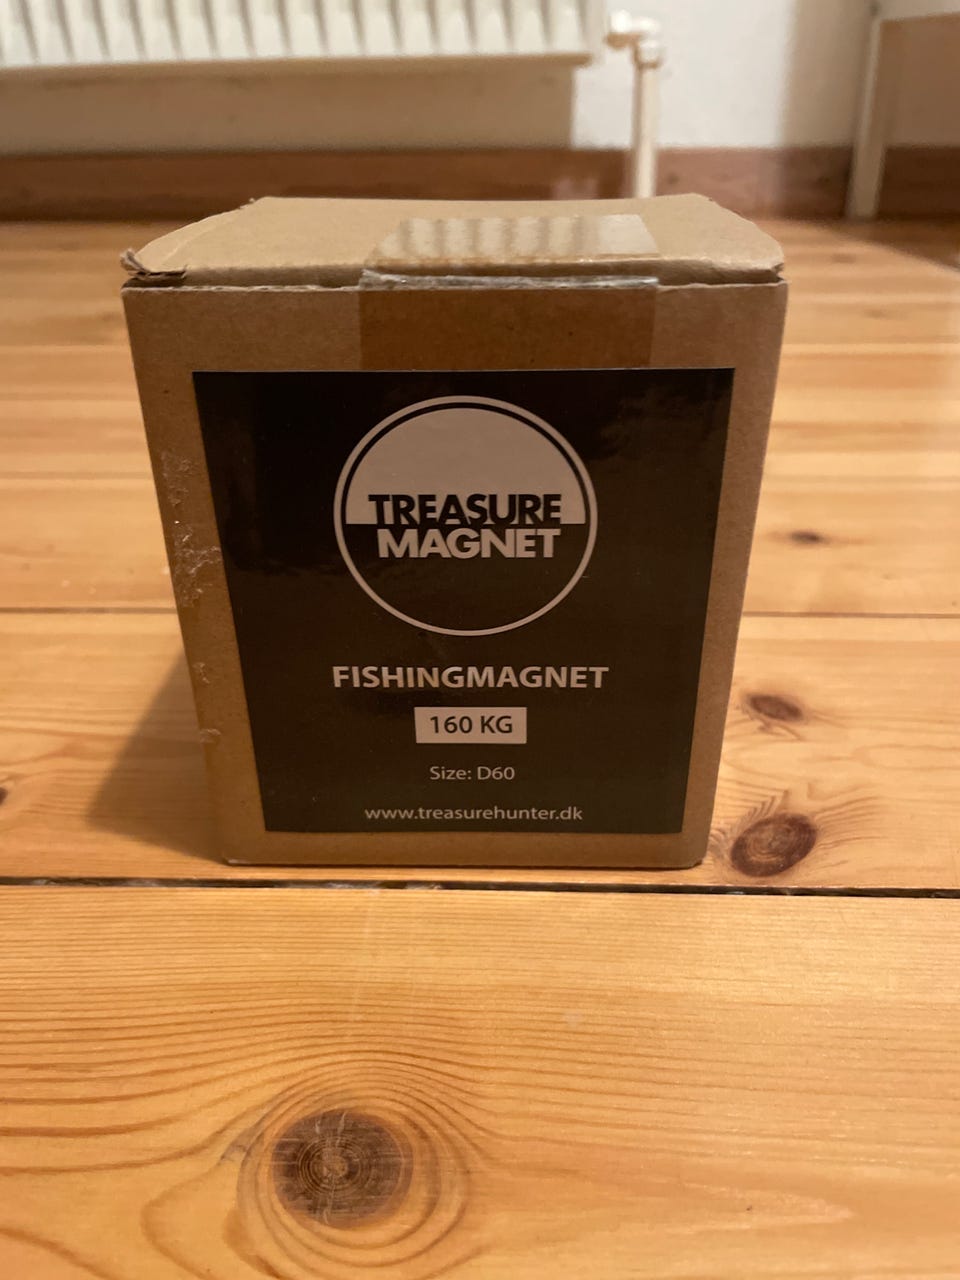 TREASURE
MAGNET
FISHINGMAGNET
160 KG
Size: D60
www.treasurehunter.dk